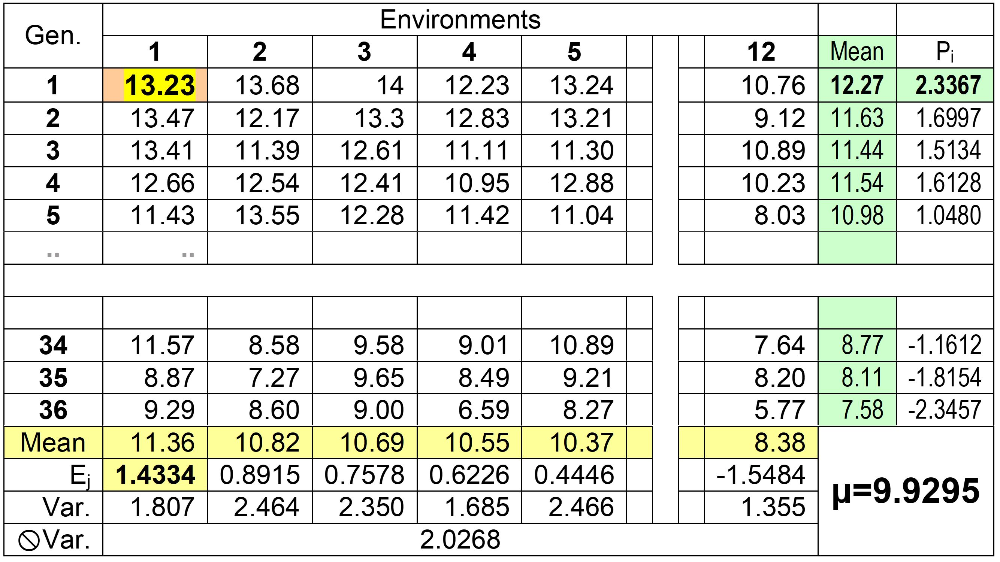 Gen. Environments
1 2 3 4 5 12 Mean Pi
1 13.23 13.68 14 12.23 13.24 10.76 12.27 2.3367
2 13.47 12.17 13.3 12.83 13.21 9.12 11.63 1.6997
3 13.41 11.39 12.61 11.11 11.30 10.89 11.44 1.5134
4 12.66 12.54 12.41 10.95 12.88 10.23 11.54 1.6128
5 11.43 13.55 12.28 11.42 11.04 8.03 10.98 1.0480
.. ..
34 11.57 8.58 9.58 9.01 10.89 7.64 8.77 -1.1612
35 8.87 7.27 9.65 8.49 9.21 8.20 8.11 -1.8154
36 9.29 8.60 9.00 6.59 8.27 5.77 7.58 -2.3457
Mean 11.36 10.82 10.69 10.55 10.37 8.38
Ej 1.4334 0.8915 0.7578 0.6226 0.4446 -1.5484
µ=9.9295
Var. 1.807 2.464 2.350 1.685 2.466 1.355
⦸Var. 2.0268